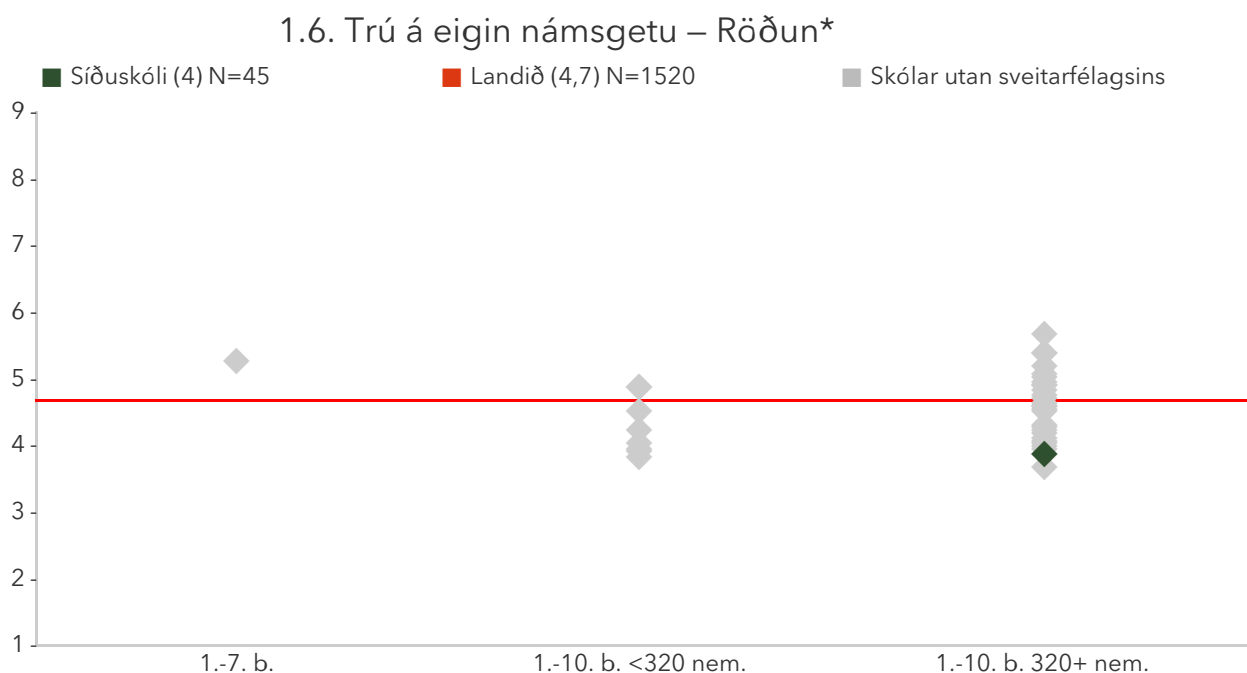 1.6. Trú á eigin námsgetu – Röðun*
Síðuskóli (4) N=45
Landið (4,7) N=1520
Skólar utan sveitarfélagsins
9
8
7
6
5
4
3
2
1
1.-7. b.
1.-10. b. <320 nem.
1.-10. b. 320+ nem.